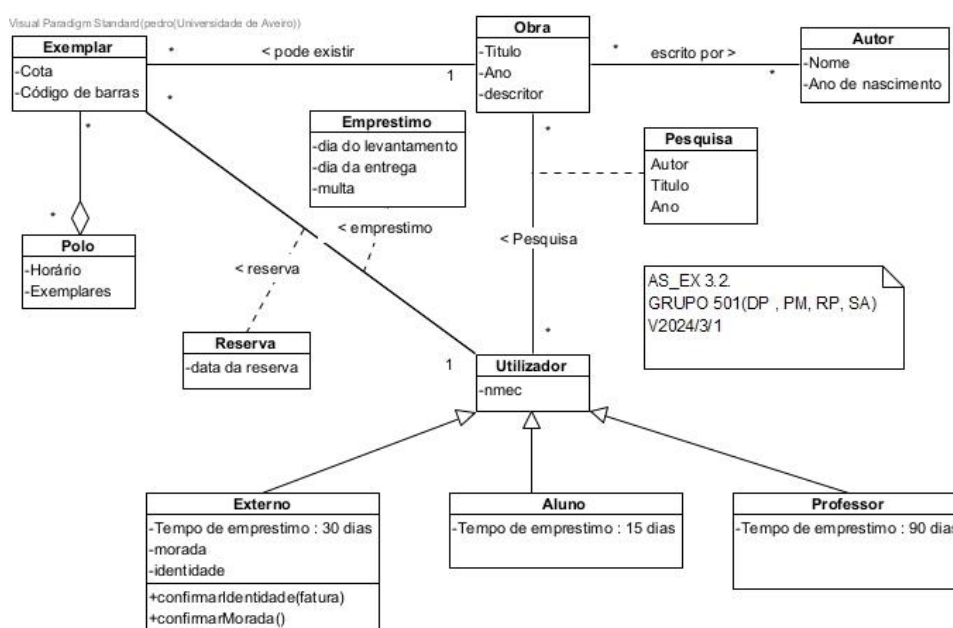 Visual Paradigm Standard(pedro(Universidade de Aveiro))
Exemplar
-Cota
-Código de barras
*
< pode existir
1
Obra
-Titulo
-Ano
-descritor
*
escrito por >
*
Autor
-Nome
-Ano de nascimento
*
*
*
Polo
-Horário
-Exemplares
Emprestimo
-dia do levantamento
-dia da entrega
-multa
< emprestimo
< reserva
Reserva
-data da reserva
*
< Pesquisa
*
Pesquisa
Autor
Titulo
Ano
AS_EX 3.2.
GRUPO 501(DP , PM, RP, SA)
V2024/3/1
1
Utilizador
-nmec
Externo
-Tempo de emprestimo : 30 dias
-morada
-identidade
+confirmarIdentidade(fatura)
+confirmarMorada()
Aluno
-Tempo de emprestimo : 15 dias
Professor
-Tempo de emprestimo : 90 dias